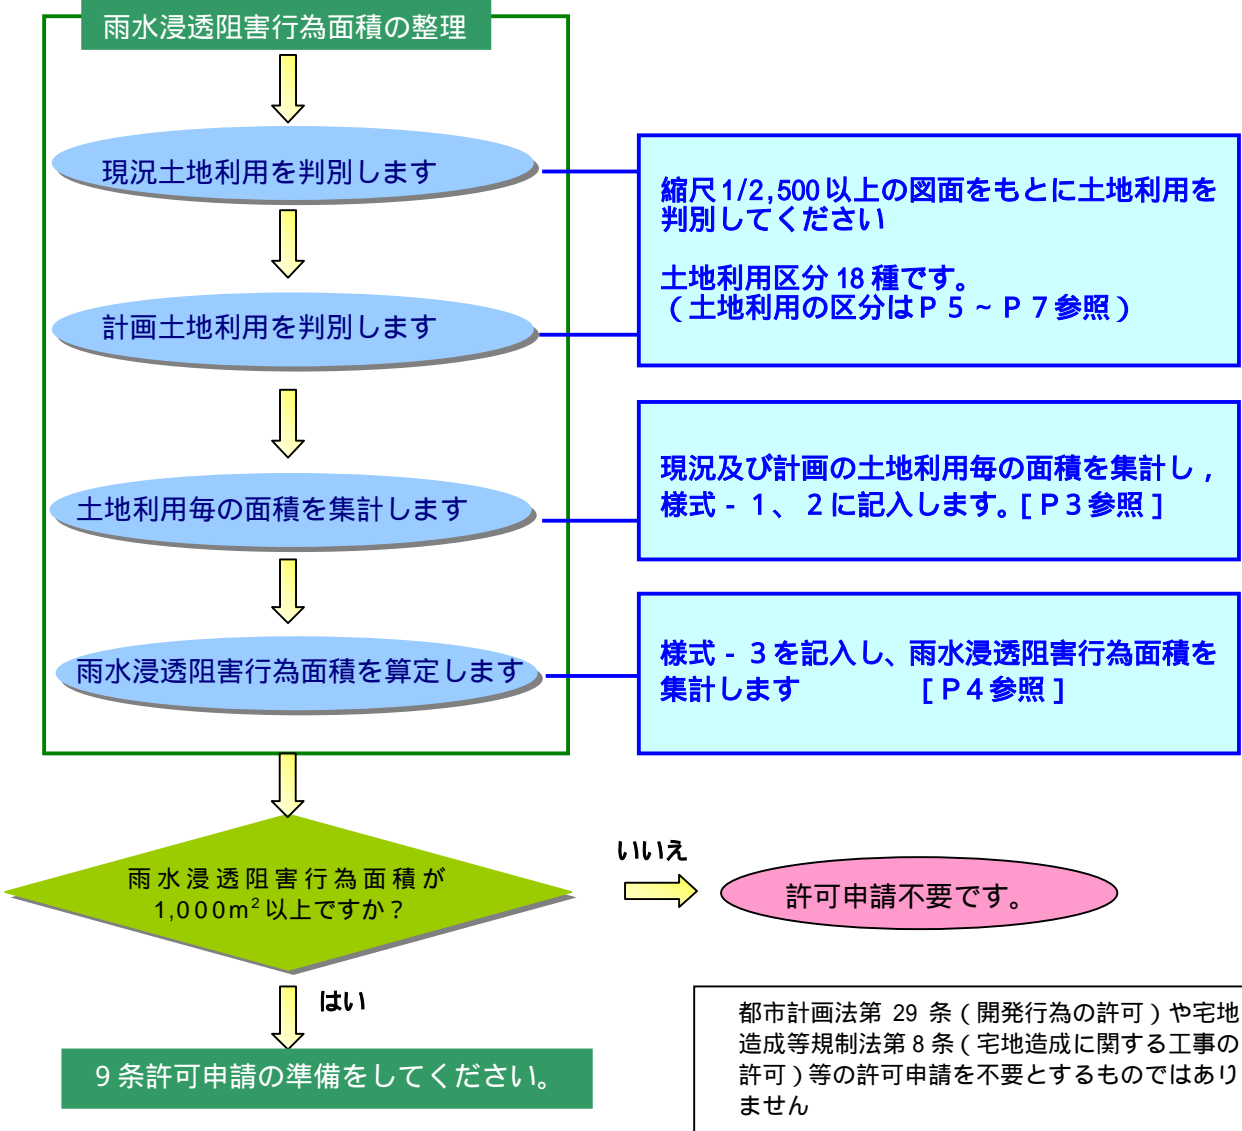 雨水浸透阻害行為面積の整理
現況土地利用を判別します
縮尺1/2,500以上の図面をもとに土地利用を
判別してください
土地利用区分18種です。
（土地利用の区分はＰ５～Ｐ７参照）
計画土地利用を判別します
土地利用毎の面積を集計します
現況及び計画の土地利用毎の面積を集計し，
様式‐１、２に記入します。[Ｐ３参照]
雨水浸透阻害行為面積を算定します
様式‐３を記入し、雨水浸透阻害行為面積を
集計します　　　　[Ｐ４参照]
雨水浸透阻害行為面積が
1,000m²以上ですか？
いいえ
許可申請不要です。
はい
９条許可申請の準備をしてください。
都市計画法第 29 条（開発行為の許可）や宅地
造成等規制法第８条（宅地造成に関する工事の
許可）等の許可申請を不要とするものではあり
ません